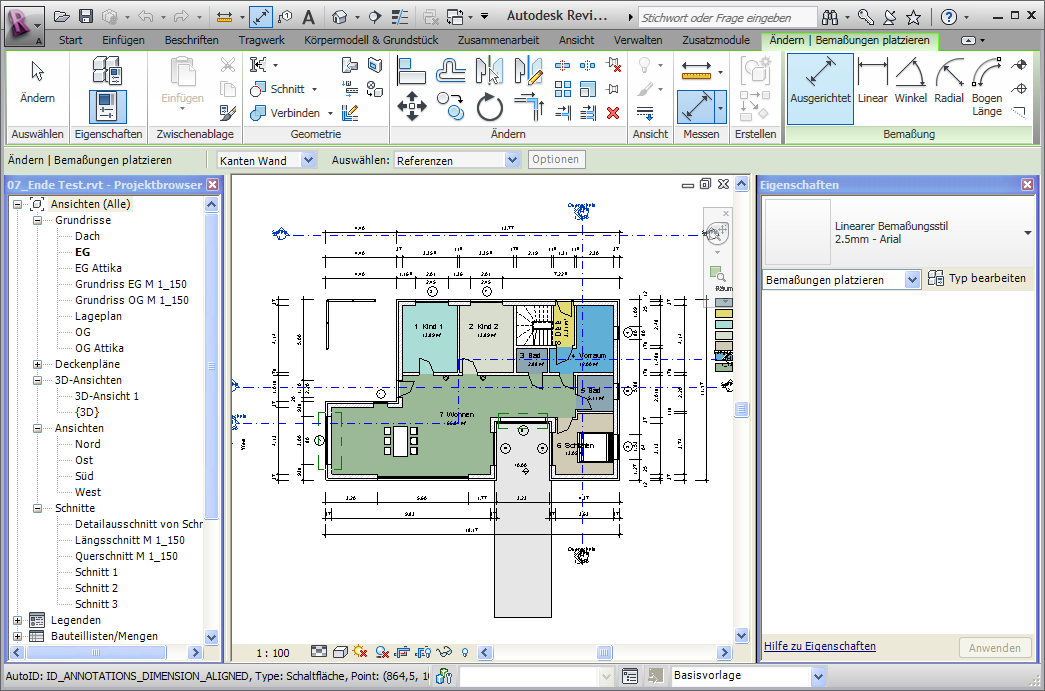 Autodesk Revi...
Stichwort oder Frage eingeben
Start Einfügen Beschriften Tragwerk Körpermodell & Grundstück Zusammenarbeit Ansicht Verwalten Zusatzmodule Ändern | Bemaßungen platzieren
Ändern
Einfügen
Schnitt
Verbinden
Ausgerichtet Linear Winkel Radial Bogen
Länge
Auswählen Eigenschaften Zwischenablage Geometrie Ändern Ansicht Messen Erstellen Bemaßung
Ändern | Bemaßungen platzieren Kanten Wand Auswählen: Referenzen Optionen
07_Ende Test.rvt - Projektbrowser
Ansichten (Alle)
Grundrisse
Dach
EG
EG Attika
Grundriss EG M 1_150
Grundriss OG M 1_150
Lageplan
OG
OG Attika
Deckenpläne
3D-Ansichten
3D-Ansicht 1
{3D}
Ansichten
Nord
Ost
Süd
West
Schnitte
Detailausschnitt von Schr
Längsschnitt M 1_150
Querschnitt M 1_150
Schnitt 1
Schnitt 2
Schnitt 3
Legenden
Bauteillisten/Mengen
1 Kind 1
2 Kind 2
3 Bad
4 Vorraum
5 Bad
7 Wohnen
1 : 100
Eigenschaften
Linearer Bemaßungsstil
2.5mm - Arial
Bemaßungen platzieren
Typ bearbeiten
Hilfe zu Eigenschaften
Anwenden
AutoID: ID_ANNOTATIONS_DIMENSION_ALIGNED, Type: Schaltfläche, Point: (864,5, 10
Basisvorlage